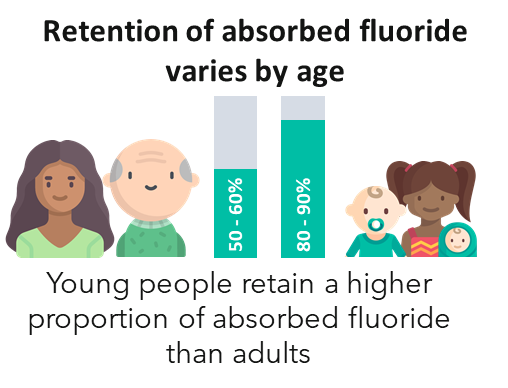 Retention of absorbed fluoride
varies by age
50 - 60%
80 - 90%
Young people retain a higher
proportion of absorbed fluoride
than adults